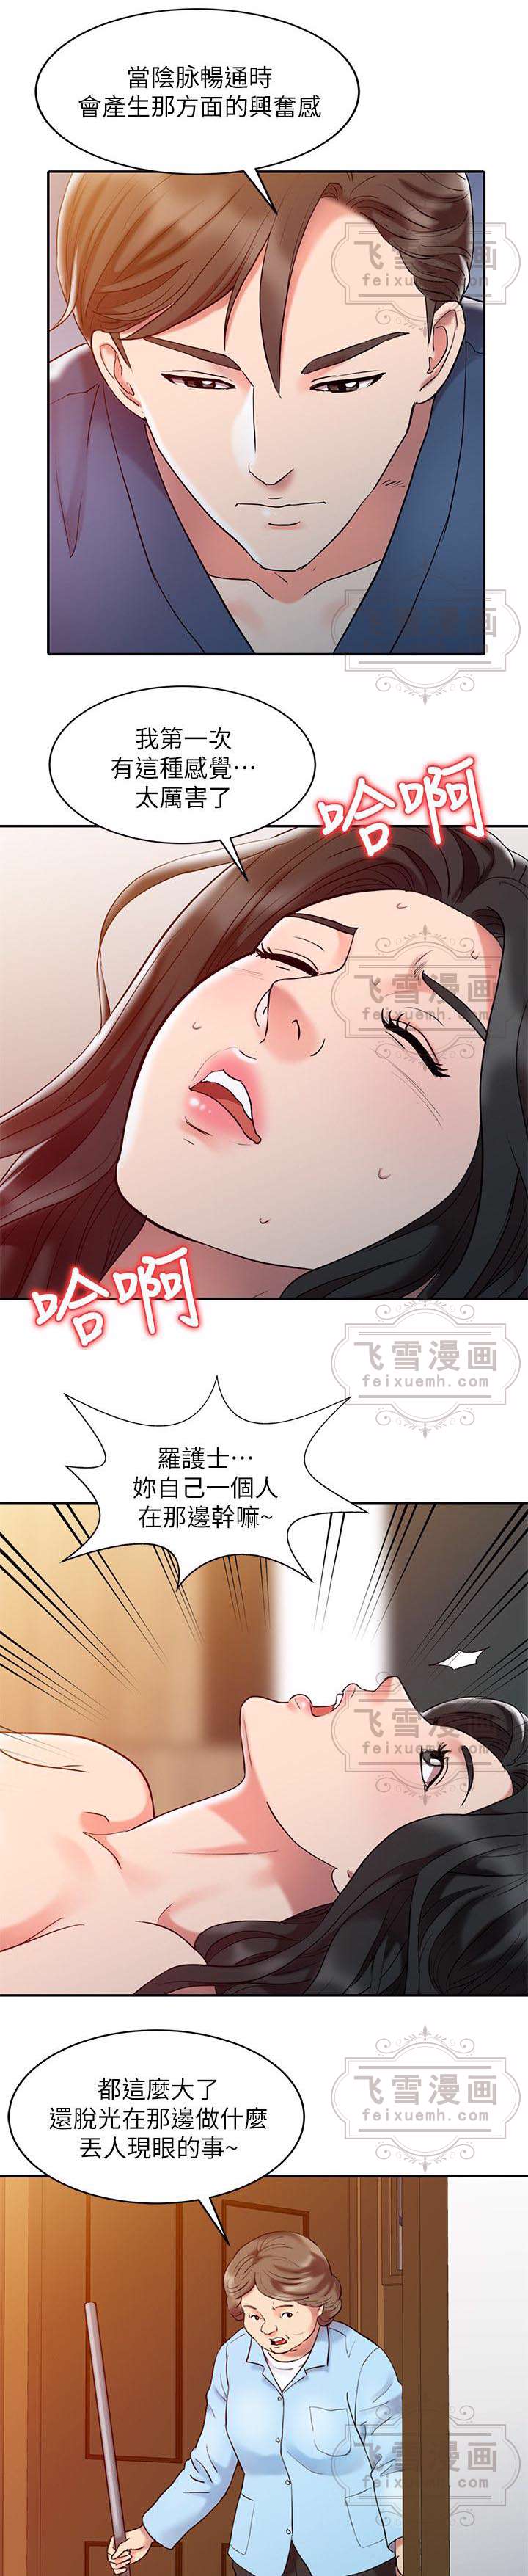 當陰脉暢通時
會產生那方面的興奮感
飞雪漫画
feixuemh.com
飞雪漫画
feixuemh.com
我第一次
有這種感覺⋯
太厲害了
哈啊
飞雪漫画
feixuemh.com
哈啊
飞雪漫画
feixuemh.com
羅護士⋯
妳自己一個人
在那邊幹嘛~
飞雪漫画
feixuemh.com
都這麼大了
還脫光在那邊做什麼
丟人現眼的事~
飞雪漫画
feixuemh.com
飞雪漫画
feixuemh.com